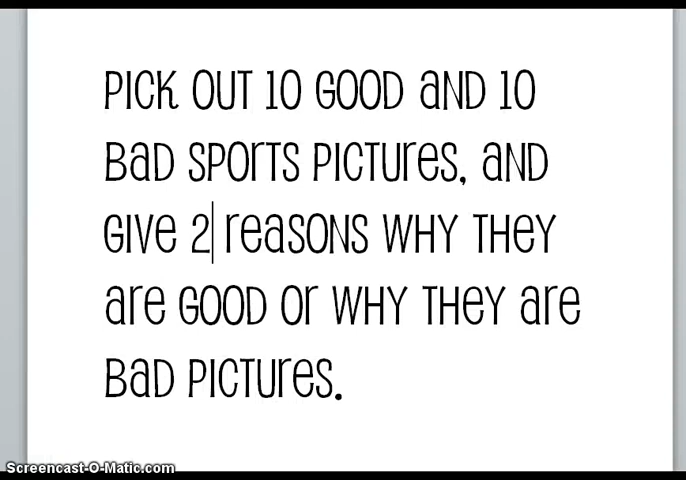 PICK OUT 10 GOOD AND 10
BAD SPORTS PICTURES, AND
GIVE 2 REASONS WHY THEY
ARE GOOD OR WHY THEY ARE
BAD PICTURES.
Screencast-O-Matic.com